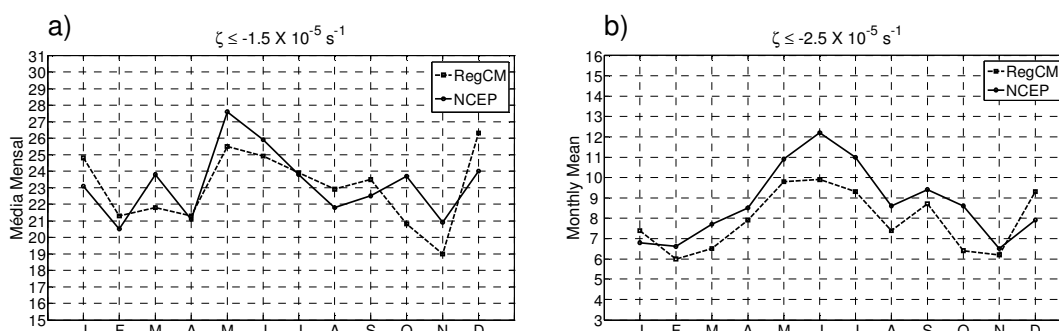 a)
ζ ≤ -1.5 X 10⁻⁵ s⁻¹
31
30
29
28
27
26
25
24
23
22
21
20
19
18
17
16
15
Média Mensal
RegCM
NCEP
J F M A M J J A S O N D
b)
ζ ≤ -2.5 X 10⁻⁵ s⁻¹
16
15
14
13
12
11
10
9
8
7
6
5
4
3
Monthly Mean
RegCM
NCEP
J F M A M J J A S O N D